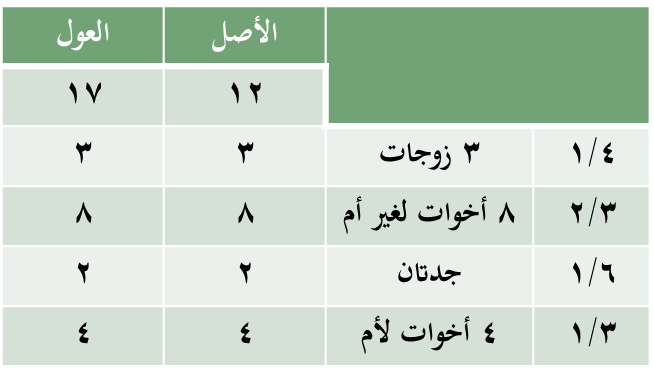 الأصل العول
١٢ ١٧
١/٤ ٣ زوجات ٣ ٣
٢/٣ ٨ أخوات لغير أم ٨ ٨
١/٦ جدتان ٢ ٢
١/٣ ٤ أخوات لأم ٤ ٤